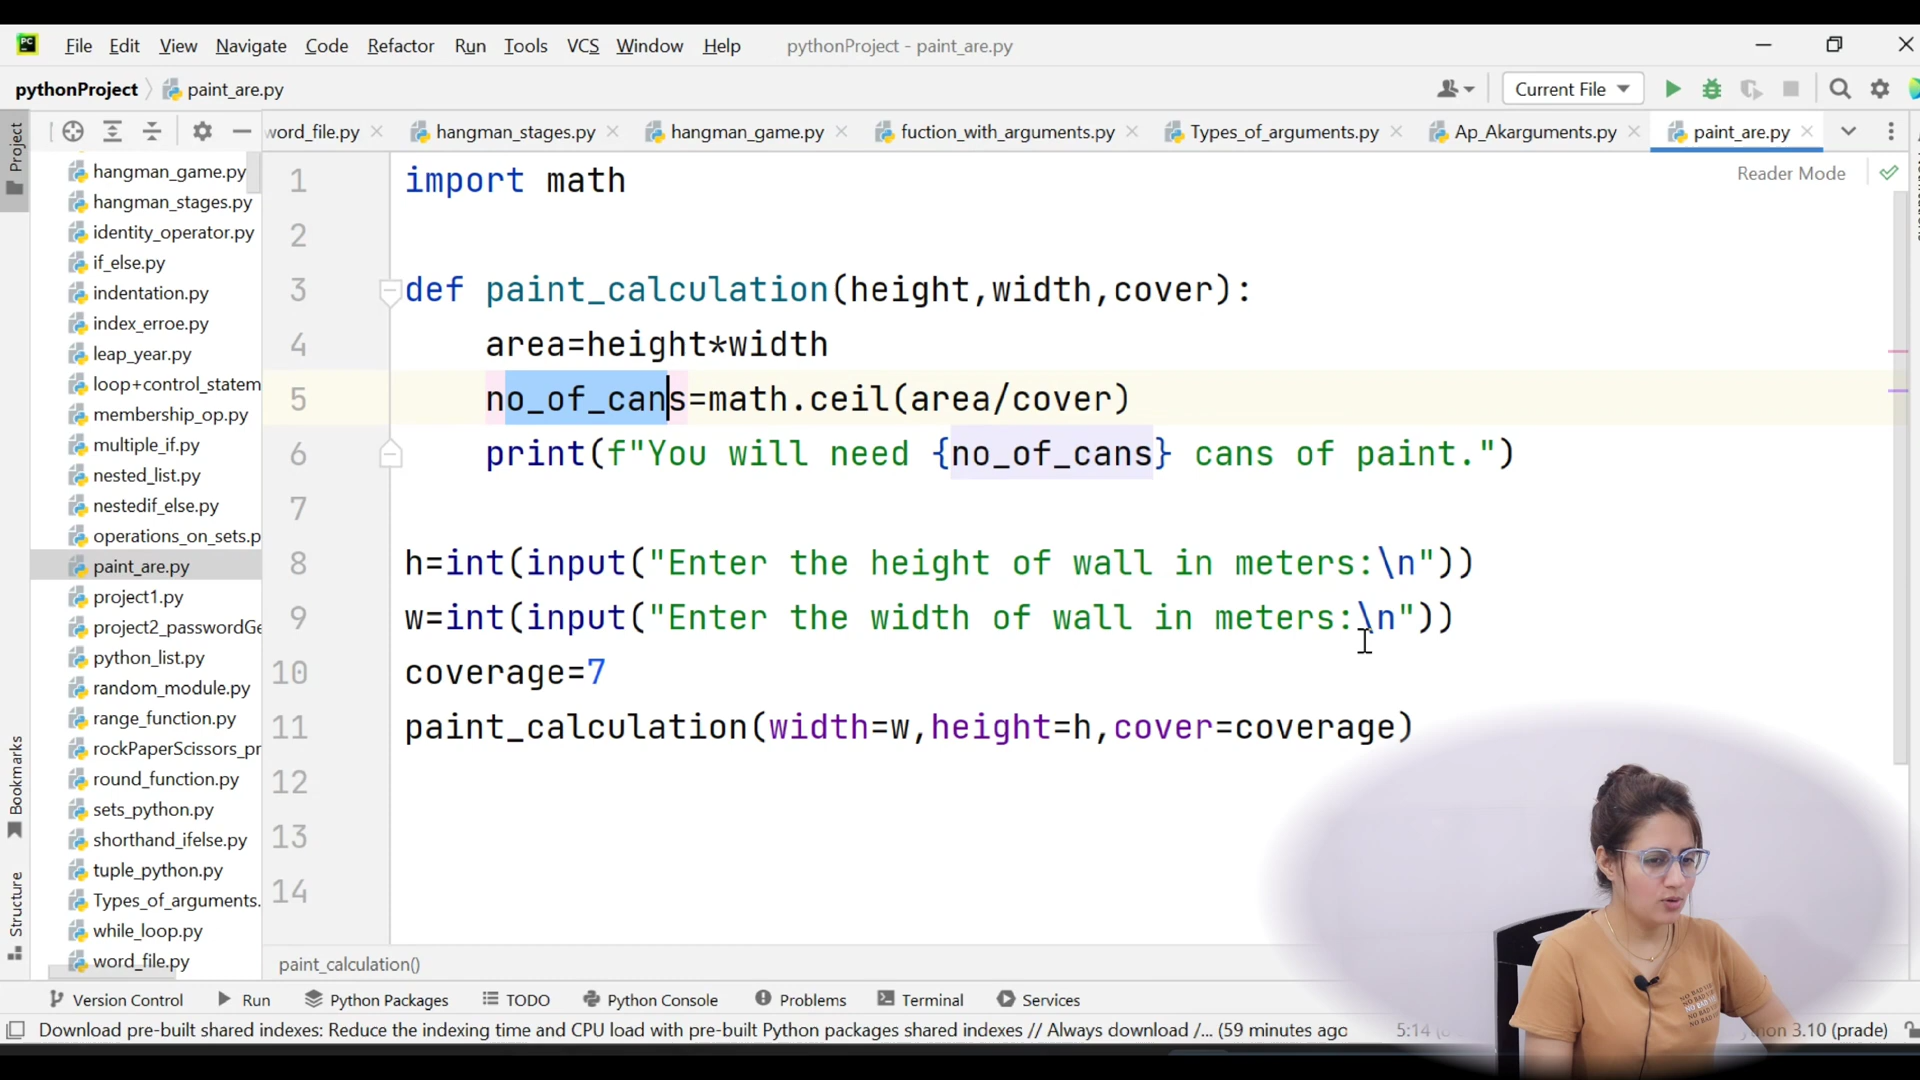 PC File Edit View Navigate Code Refactor Run Tools VCS Window Help pythonProject - paint_are.py
pythonProject paint_are.py Current File
word_file.py hangman_stages.py hangman_game.py fuction_with_arguments.py Types_of_arguments.py Ap_Akarguments.py paint_are.py
Project
Reader Mode
hangman_game.py
hangman_stages.py
identity_operator.py
if_else.py
indentation.py
index_erroe.py
leap_year.py
loop+control_statem
membership_op.py
multiple_if.py
nested_list.py
nestedif_else.py
operations_on_sets.p
paint_are.py
project1.py
project2_passwordGe
python_list.py
random_module.py
range_function.py
rockPaperScissors_pr
round_function.py
sets_python.py
shorthand_ifelse.py
tuple_python.py
Types_of_arguments.
while_loop.py
word_file.py
Bookmarks
Structure
1 import math
2
3 def paint_calculation(height,width,cover):
4 area=height*width
5 no_of_cans=math.ceil(area/cover)
6 print(f"You will need {no_of_cans} cans of paint.")
7
8 h=int(input("Enter the height of wall in meters:\n"))
9 w=int(input("Enter the width of wall in meters:\n"))
10 coverage=7
11 paint_calculation(width=w,height=h,cover=coverage)
12
13
14
paint_calculation()
Version Control Run Python Packages TODO Python Console Problems Terminal Services
Download pre-built shared indexes: Reduce the indexing time and CPU load with pre-built Python packages shared indexes // Always download /... (59 minutes ago 5:14 3.10 (prade)